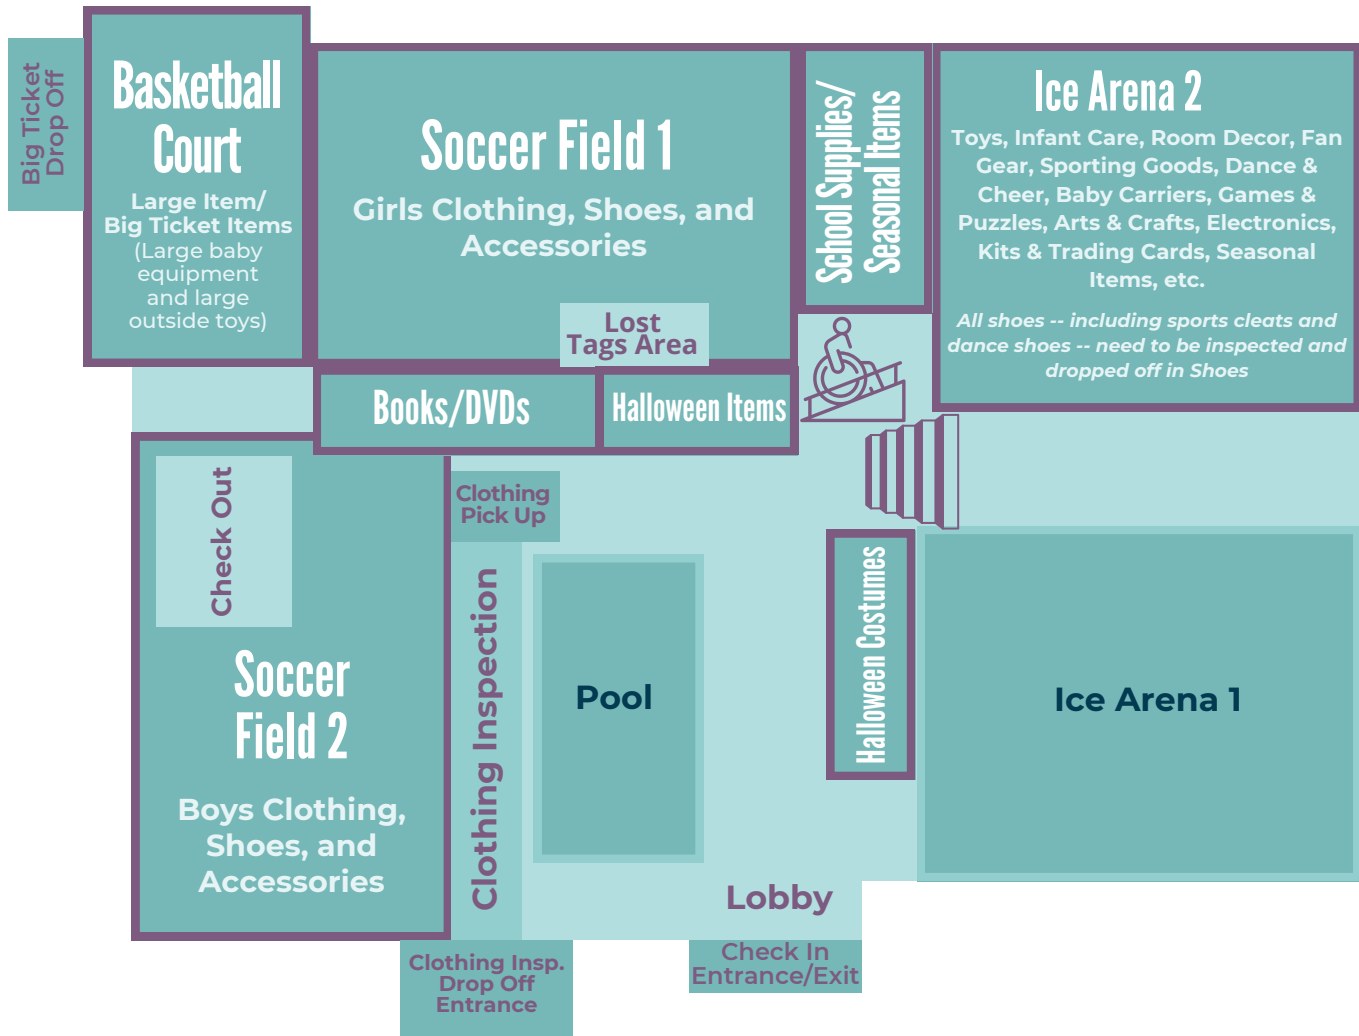 Big Ticket
Drop Off
Basketball
Court
Large Item/
Big Ticket Items
(Large baby
equipment
and large
outside toys)
Soccer Field 1
Girls Clothing, Shoes, and
Accessories
Lost
Tags Area
School Supplies/
Seasonal Items
Ice Arena 2
Toys, Infant Care, Room Decor, Fan
Gear, Sporting Goods, Dance &
Cheer, Baby Carriers, Games &
Puzzles, Arts & Crafts, Electronics,
Kits & Trading Cards, Seasonal
Items, etc.
All shoes -- including sports cleats and
dance shoes -- need to be inspected and
dropped off in Shoes
Books/DVDs
Halloween Items
Check Out
Clothing
Pick Up
Soccer
Field 2
Boys Clothing,
Shoes, and
Accessories
Clothing Inspection
Pool
Halloween Costumes
Ice Arena 1
Lobby
Clothing Insp.
Drop Off
Entrance
Check In
Entrance/Exit